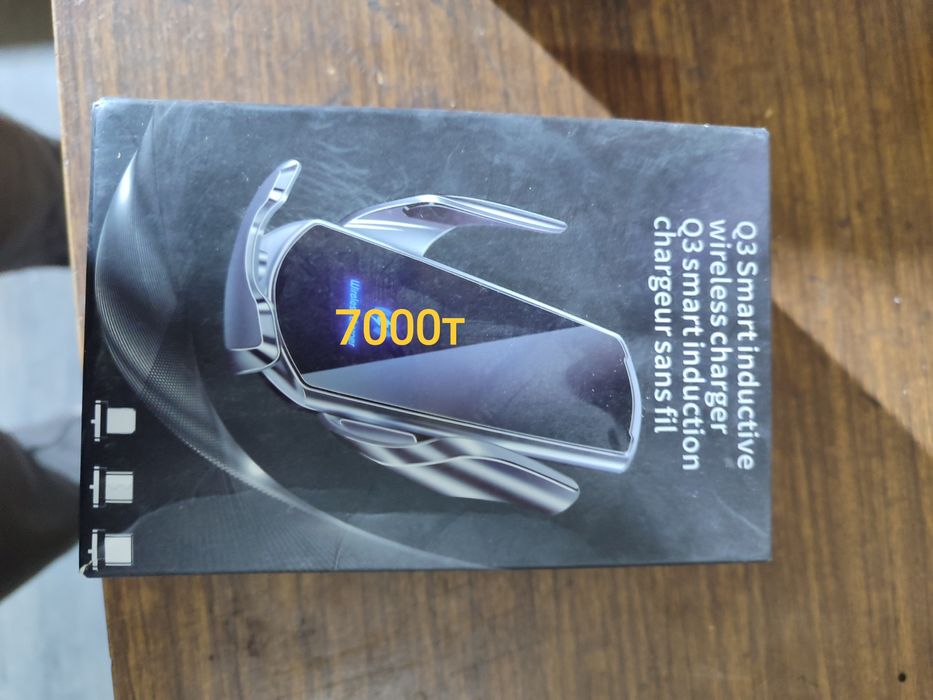 Q3 Smart inductive
wireless charger
Q3 smart induction
chargeur sans fil
7000т